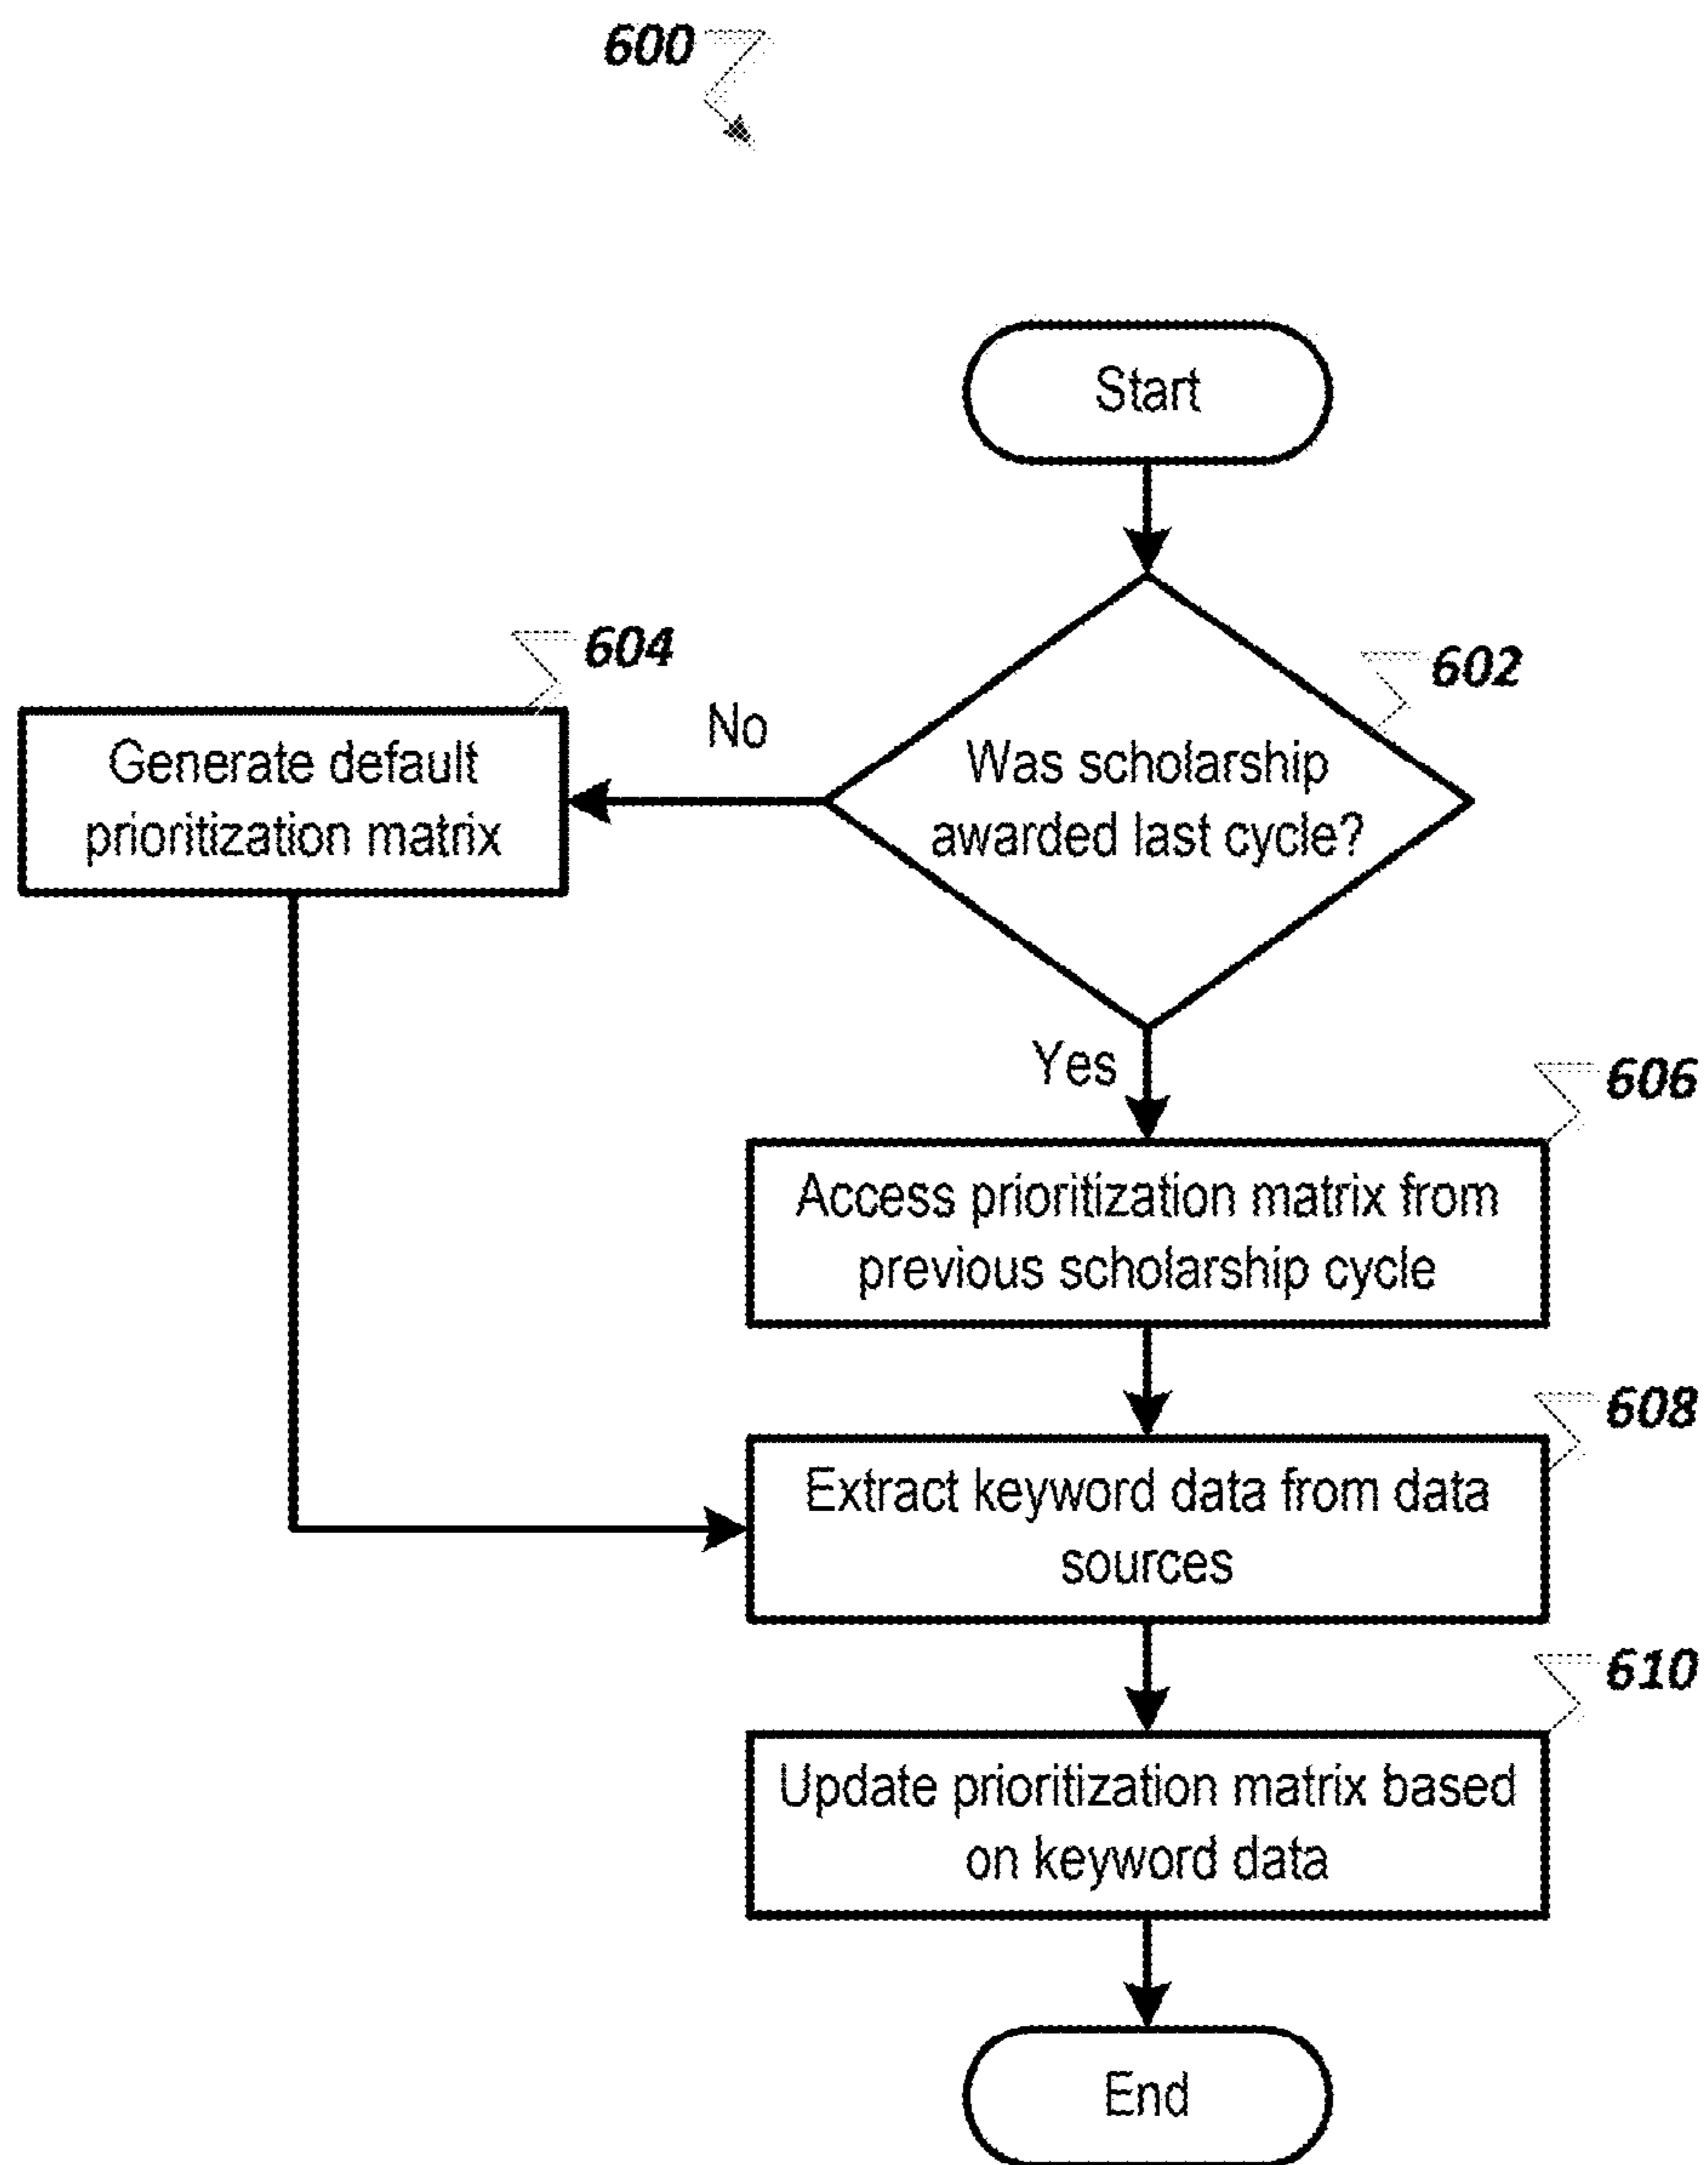 600
Start
602
Was scholarship
awarded last cycle?
No
604
Generate default
prioritization matrix
Yes
606
Access prioritization matrix from
previous scholarship cycle
608
Extract keyword data from data
sources
610
Update prioritization matrix based
on keyword data
End